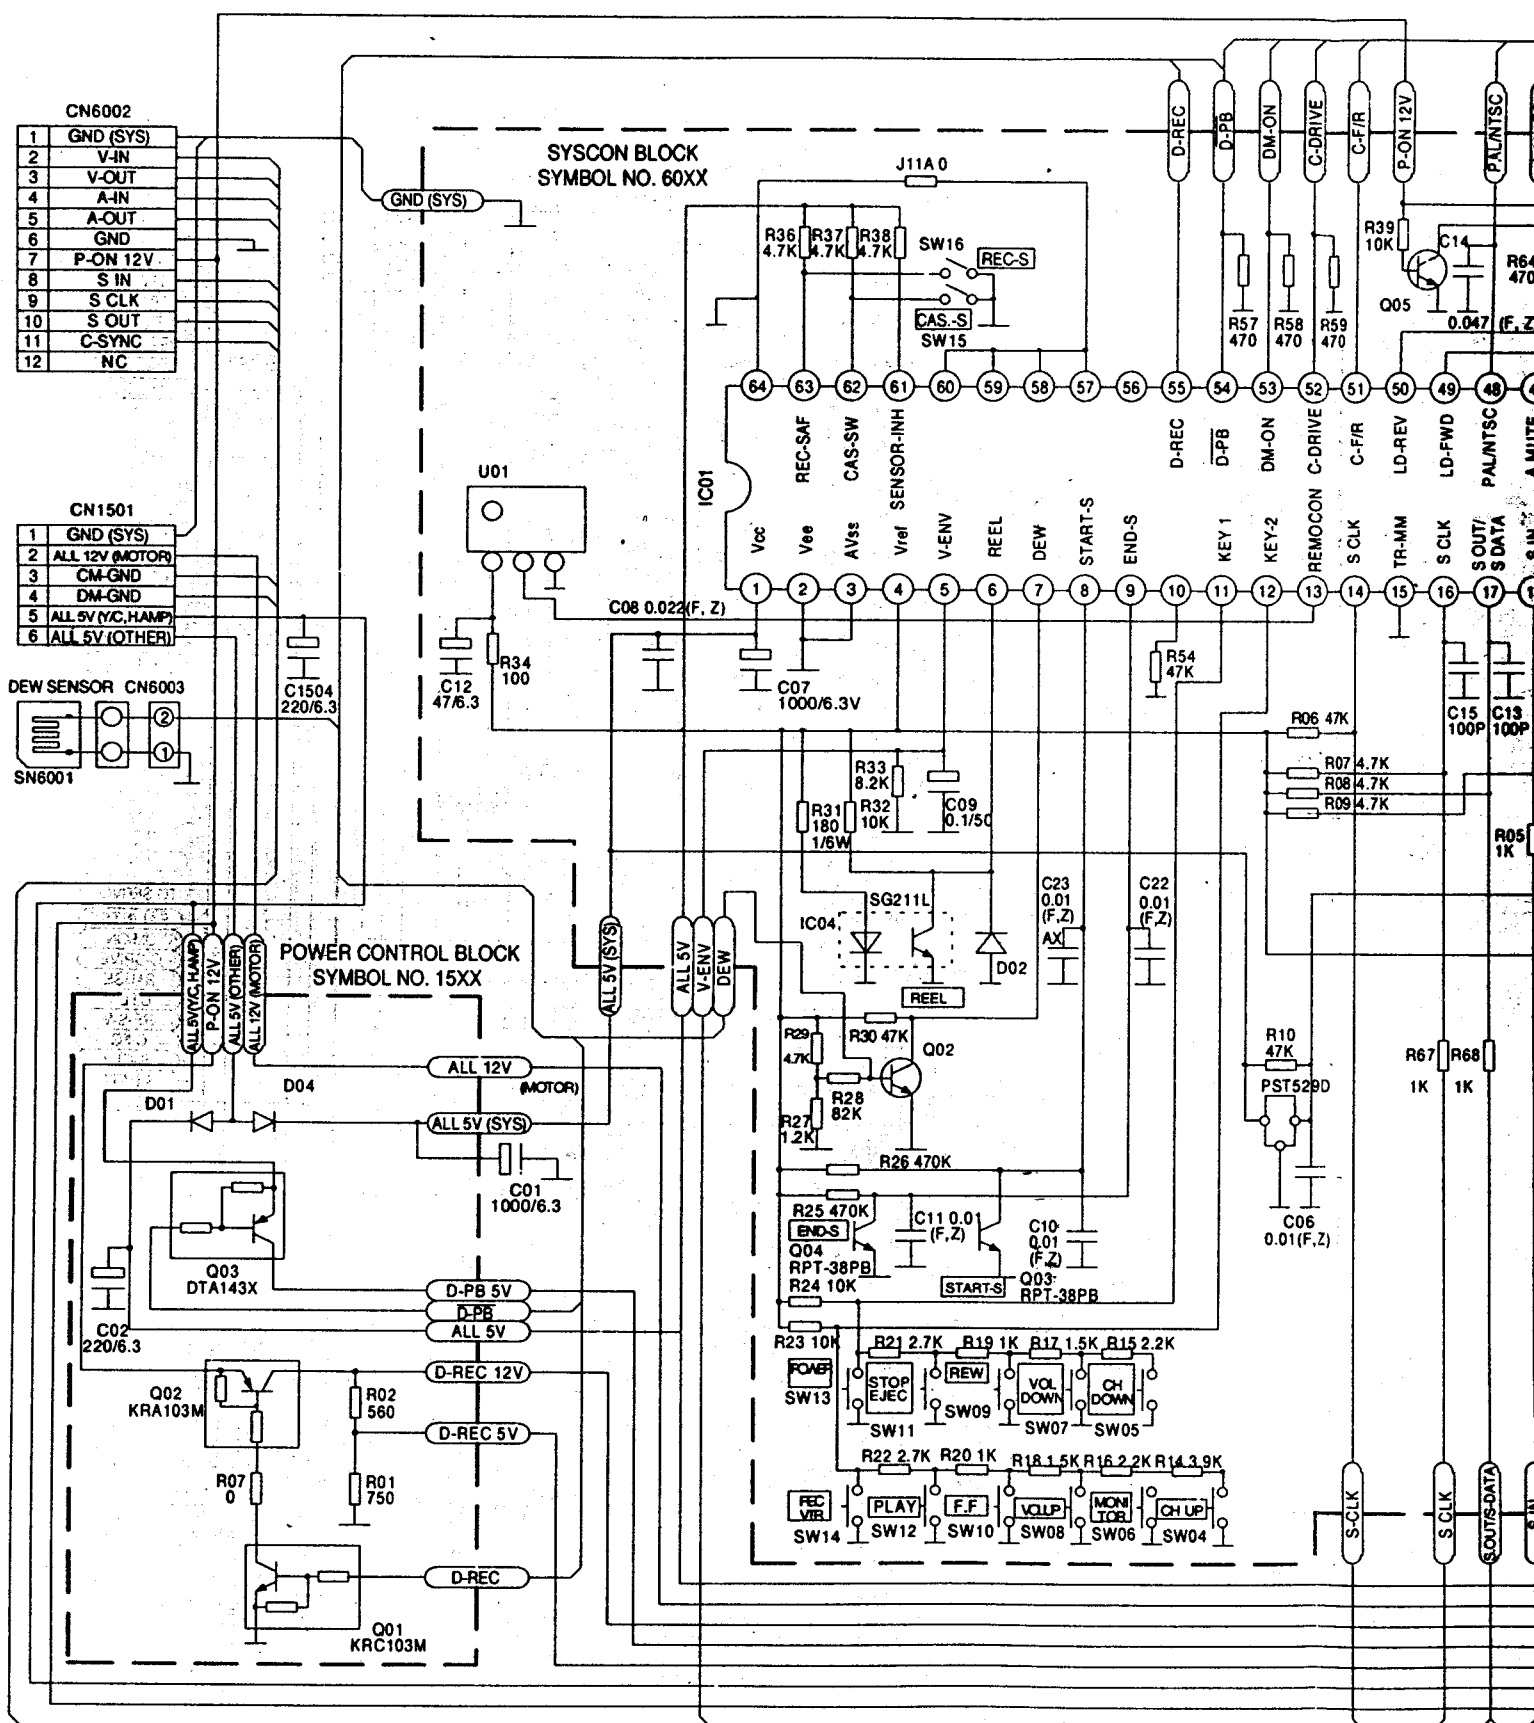 CN6002
1 GND (SYS)
2 V-IN
3 V-OUT
4 A-IN
5 A-OUT
6 GND
7 P-ON 12V
8 S IN
9 S CLK
10 S OUT
11 C-SYNC
12 NC
SYSCON BLOCK
SYMBOL NO. 60XX
GND (SYS)
J11A 0
D-REC
D-PB
DM-ON
C-DRIVE
C-F/R
P-ON 12V
PAL/NTSC
R36 4.7K
R37 4.7K
R38 4.7K
SW16
REC-S
CAS.-S
SW15
R57 470
R58 470
R59 470
R39 10K
C14
Q05
0.047 (F, Z
R64
470
64 63 62 61 60 59 58 57 56 55 54 53 52 51 50 49 48
REC-SAF
CAS-SW
SENSOR-INH
D-REC
D-PB
DM-ON
C-DRIVE
C-F/R
LD-REV
LD-FWD
PAL/NTSC
A MUTE
IC01
Vcc
Vee
AVss
Vref
V-ENV
REEL
DEW
START-S
END-S
KEY 1
KEY-2
REMOCON
S CLK
TR-MM
S CLK
S OUT/
S DATA
1 2 3 4 5 6 7 8 9 10 11 12 13 14 15 16 17
U01
CN1501
1 GND (SYS)
2 ALL 12V (MOTOR)
3 CM-GND
4 DM-GND
5 ALL 5V (Y/C, H.AMP)
6 ALL 5V (OTHER)
C1504
220/6.3
C12
47/6.3
R34
100
C08 0.022(F, Z)
C07
1000/6.3V
R54
47K
C15
100P
C13
100P
DEW SENSOR CN6003
2
1
SN6001
R06 47K
R07 4.7K
R08 4.7K
R09 4.7K
R33
8.2K
R31
180
1/6W
R32
10K
C09
0.1/50
R05
1K
SG211L
IC04
D02
REEL
C23
0.01
(F,Z)
AX
C22
0.01
(F,Z)
POWER CONTROL BLOCK
SYMBOL NO. 15XX
ALL 5V(Y/C, H.AMP)
P-ON 12V
ALL 5V (OTHER)
ALL 12V (MOTOR)
ALL 5V (SYS)
ALL 5V
V-ENV
DEW
R29
4.7K
R30 47K
Q02
R28
82K
R27
1.2K
R10
47K
PST529D
R67
1K
R68
1K
D01
D04
ALL 12V
(MOTOR)
ALL 5V (SYS)
C01
1000/6.3
R26 470K
R25 470K
END-S
Q04
RPT-38PB
C11 0.01
(F,Z)
START-S
Q03
RPT-38PB
C10
0.01
(F,Z)
C06
0.01(F,Z)
Q03
DTA143X
C02
220/6.3
D-PB 5V
D-PB
ALL 5V
R24 10K
R23 10K
D-REC 12V
D-REC 5V
Q02
KRA103M
R02
560
R01
750
R07
0
D-REC
Q01
KRC103M
R21 2.7K
R19 1K
R17 1.5K
R15 2.2K
POWER
SW13
STOP
EJEC
SW11
REW
SW09
VOL
DOWN
SW07
CH
DOWN
SW05
R22 2.7K
R20 1K
R18 1.5K
R16 2.2K
R14 3.9K
REC
VTR
SW14
PLAY
SW12
F.F
SW10
VOLUP
SW08
MONI
TOR
SW06
CH UP
SW04
S-CLK
S CLK
S.OUT/S-DATA